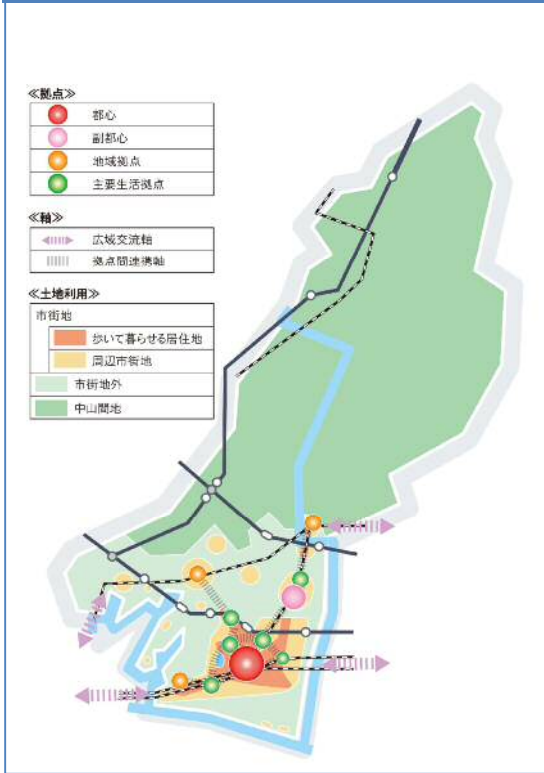 ≪拠点≫
都心
副都心
地域拠点
主要生活拠点
≪軸≫
広域交流軸
拠点間連携軸
≪土地利用≫
市街地
歩いて暮らせる居住地
周辺市街地
市街地外
中山間地